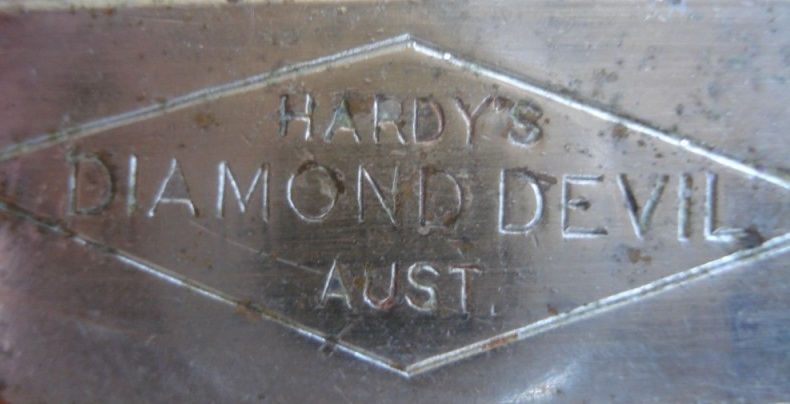 HARDY'S
DIAMOND DEVIL
AUST.